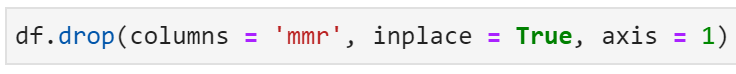 df.drop(columns = 'mmr', inplace = True, axis = 1)